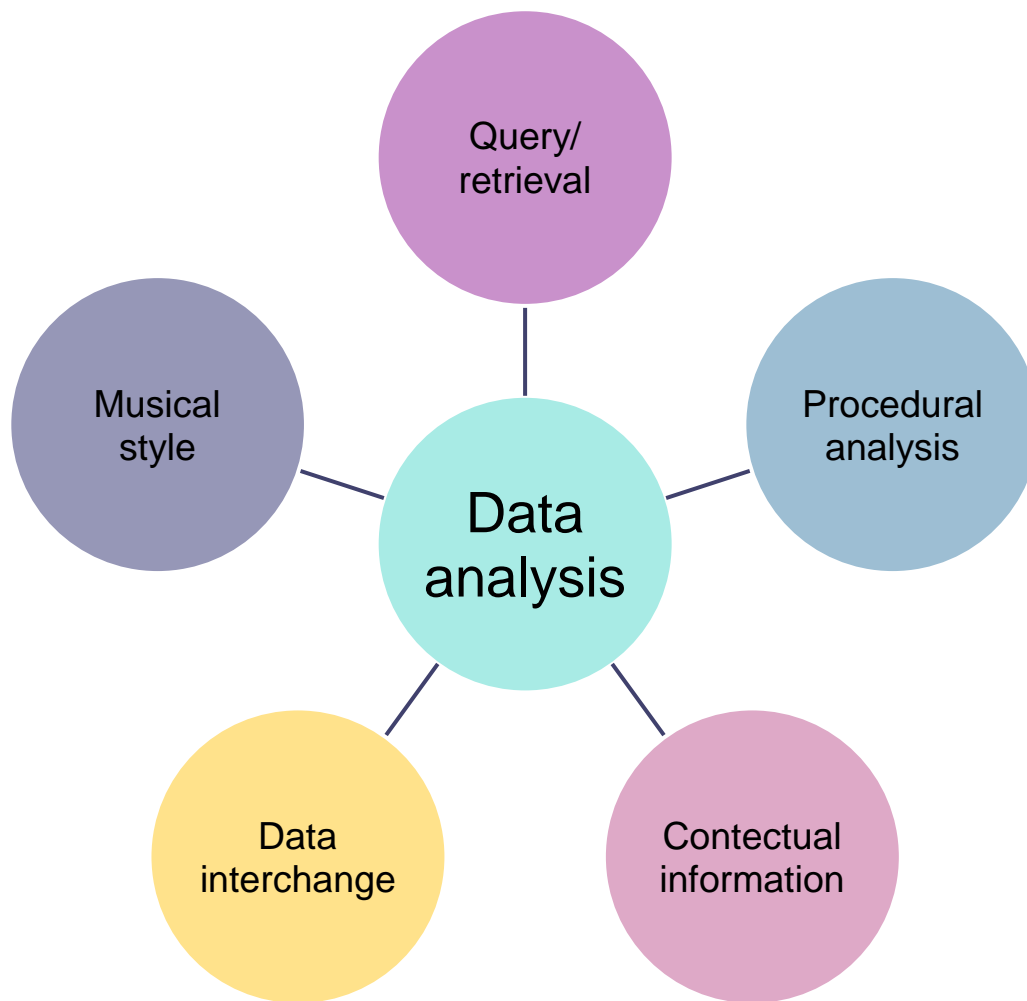 Query/
retrieval
Musical
style
Procedural
analysis
Data
analysis
Data
interchange
Contectual
information